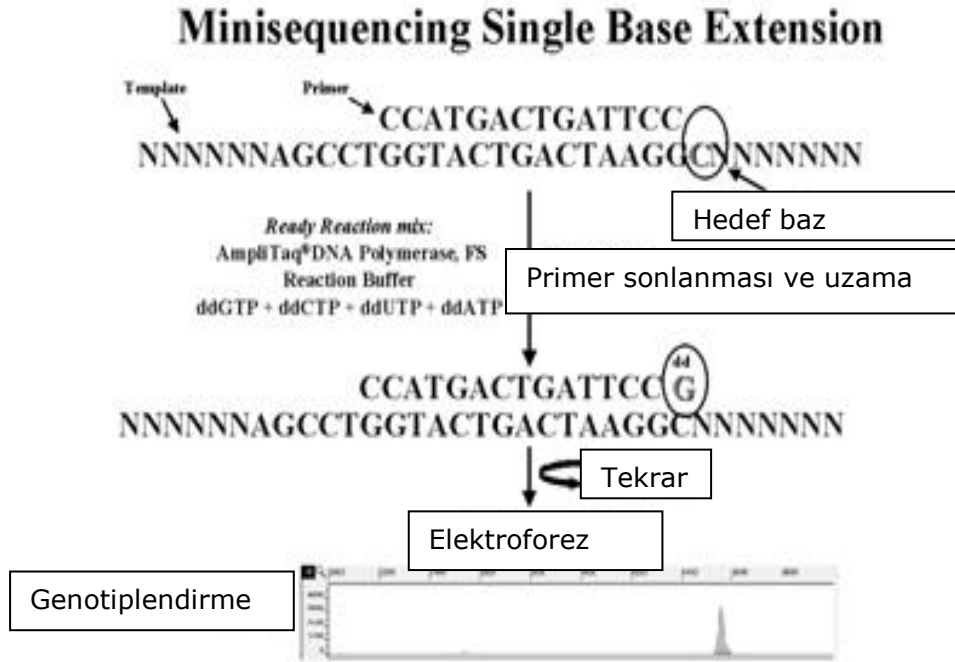 Minisequencing Single Base Extension
Template
Primer
CCATGACTGATTCC
NNNNNNAGCCTGGTACTGACTAAGGCNNNNNNN
Hedef baz
Ready Reaction mix:
AmpliTaq®DNA Polymerase, FS
Reaction Buffer
ddGTP + ddCTP + ddUTP + ddATP
Primer sonlanması ve uzama
dd
CCATGACTGATTCCG
NNNNNNAGCCTGGTACTGACTAAGGCNNNNNNN
Tekrar
Elektroforez
Genotiplendirme